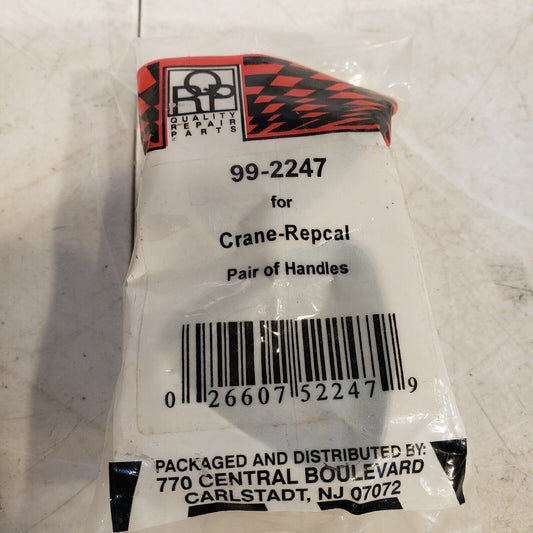 QRP
QUALITY
REPAIR
PARTS
99-2247
for
Crane-Repcal
Pair of Handles
0 26607 52247 9
PACKAGED AND DISTRIBUTED BY:
770 CENTRAL BOULEVARD
CARLSTADT, NJ 07072